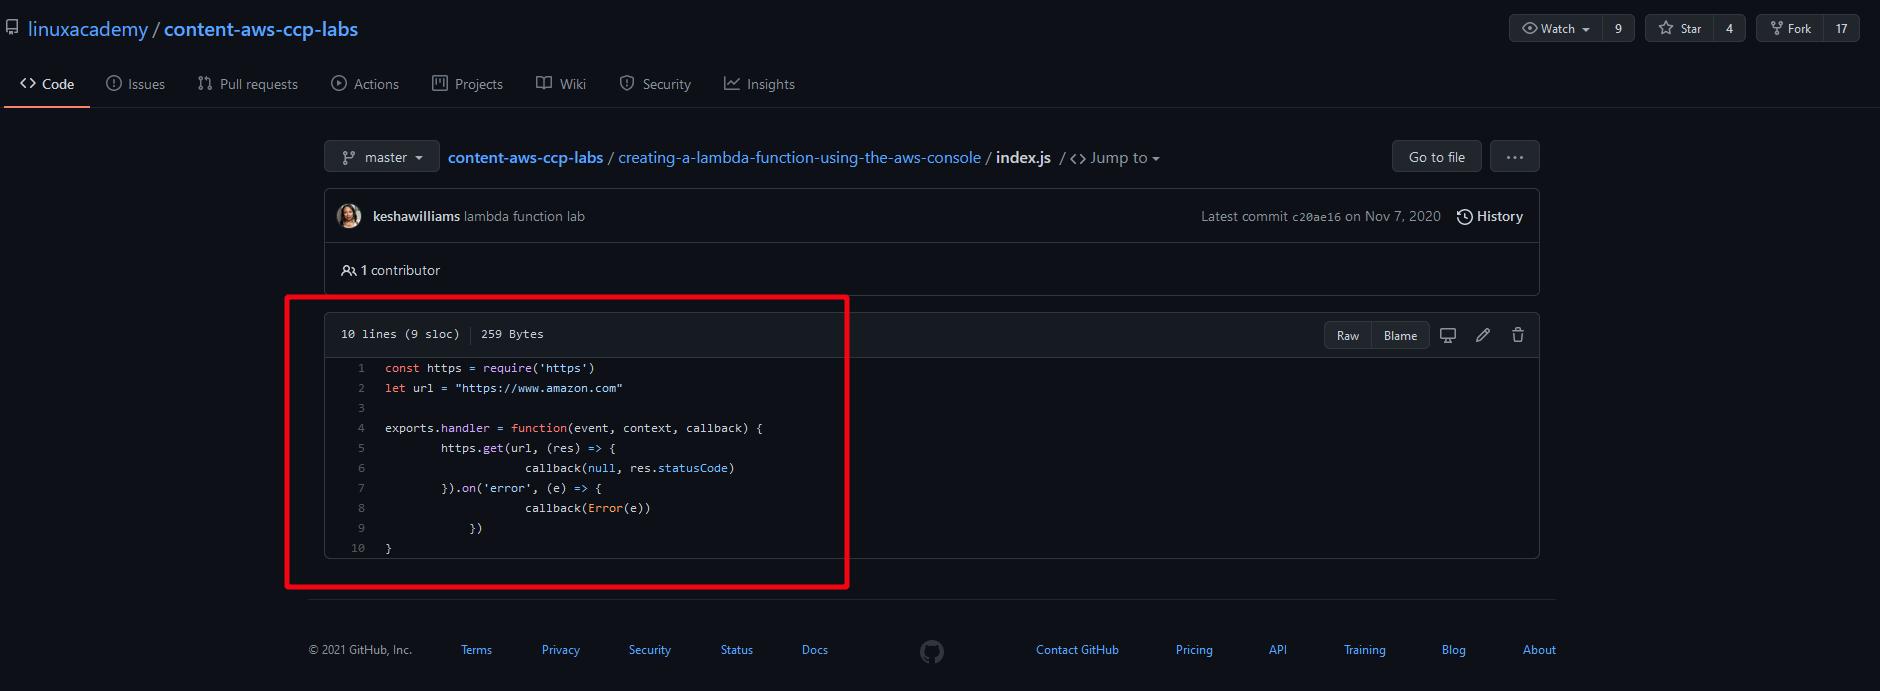 linuxacademy / content-aws-ccp-labs
Watch 9 Star 4 Fork 17
Code Issues Pull requests Actions Projects Wiki Security Insights
master content-aws-ccp-labs / creating-a-lambda-function-using-the-aws-console / index.js / <> Jump to Go to file ...
keshawilliams lambda function lab Latest commit c20ae16 on Nov 7, 2020 History
1 contributor
10 lines (9 sloc) 259 Bytes Raw Blame
1 const https = require('https')
2 let url = "https://www.amazon.com"
3
4 exports.handler = function(event, context, callback) {
5 https.get(url, (res) => {
6 callback(null, res.statusCode)
7 }).on('error', (e) => {
8 callback(Error(e))
9 })
10 }
© 2021 GitHub, Inc. Terms Privacy Security Status Docs Contact GitHub Pricing API Training Blog About